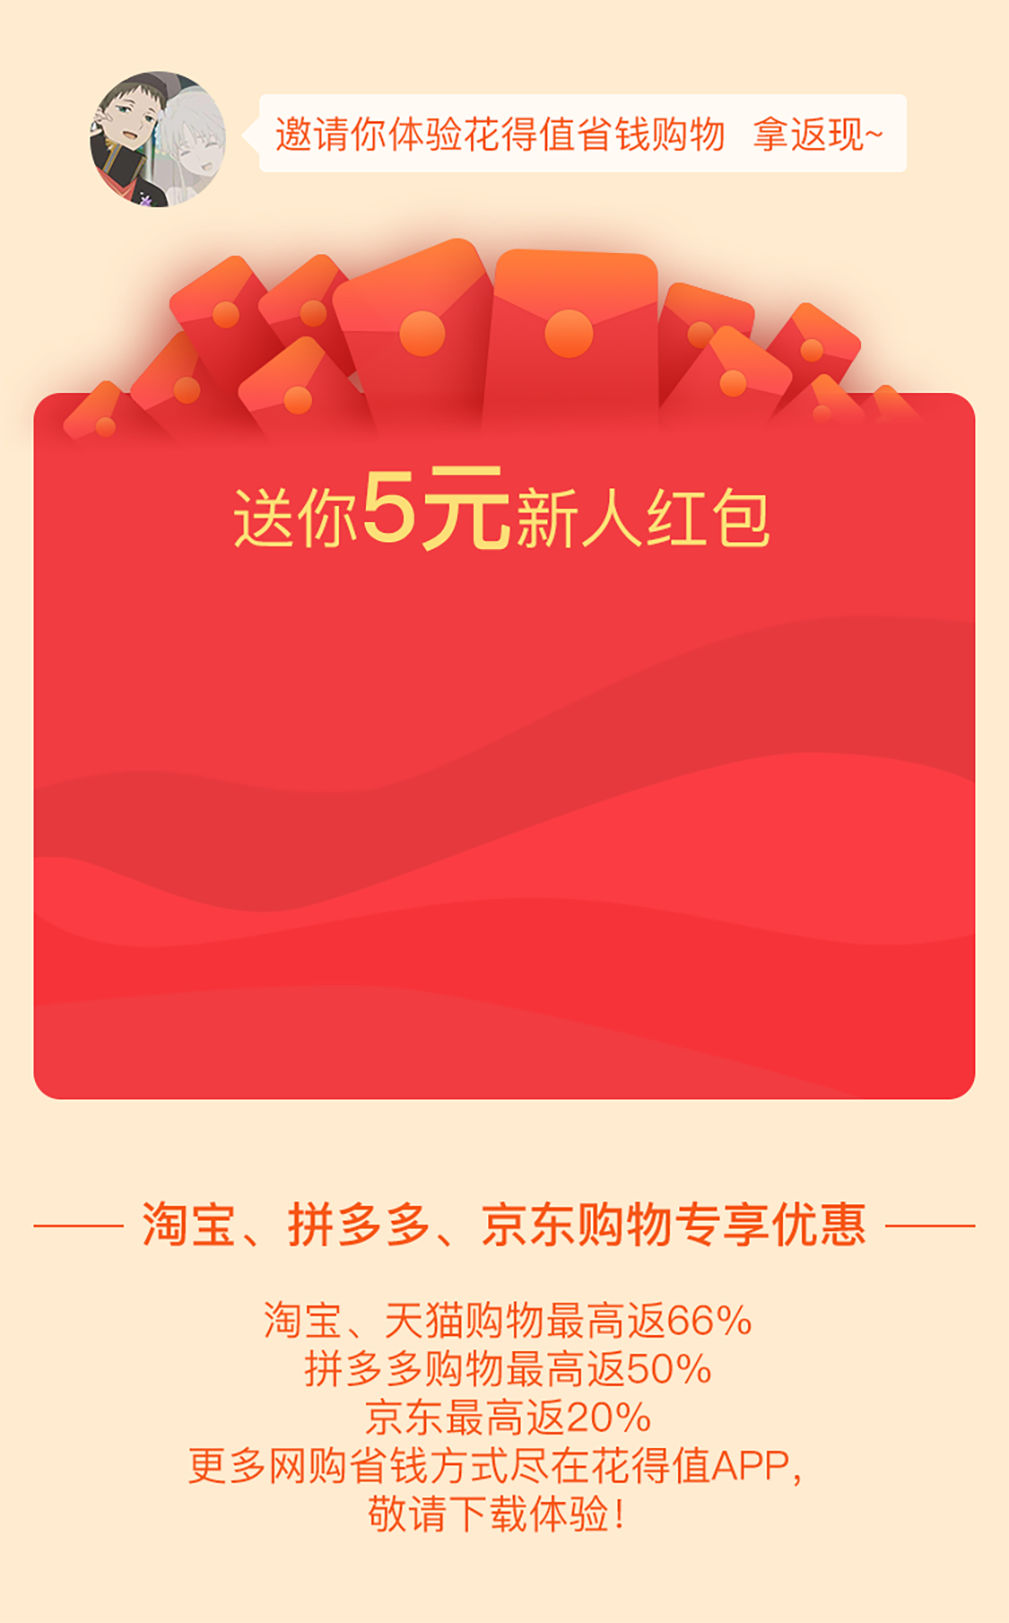 邀请你体验花得值省钱购物 拿返现~
送你5元新人红包
淘宝、拼多多、京东购物专享优惠
淘宝、天猫购物最高返66%
拼多多购物最高返50%
京东最高返20%
更多网购省钱方式尽在花得值APP，
敬请下载体验！